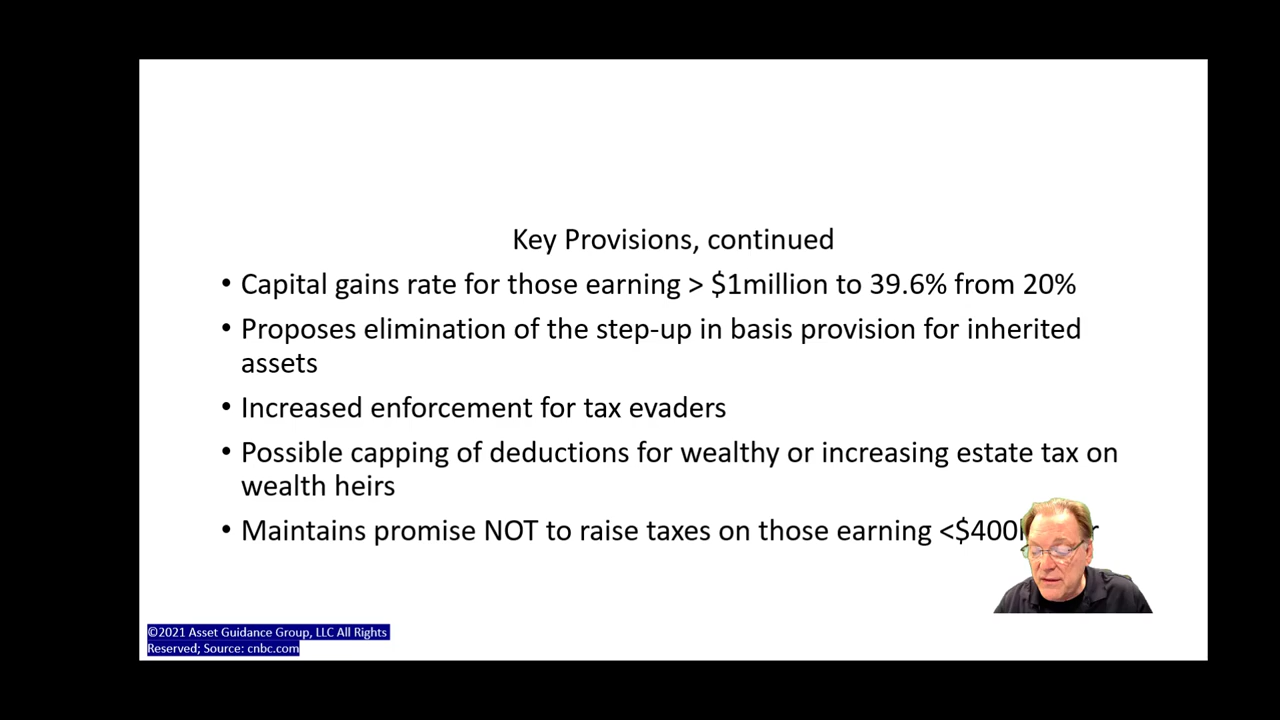 Key Provisions, continued
• Capital gains rate for those earning > $1million to 39.6% from 20%
• Proposes elimination of the step-up in basis provision for inherited
assets
• Increased enforcement for tax evaders
• Possible capping of deductions for wealthy or increasing estate tax on
wealth heirs
• Maintains promise NOT to raise taxes on those earning <$400
©2021 Asset Guidance Group, LLC All Rights
Reserved; Source: cnbc.com